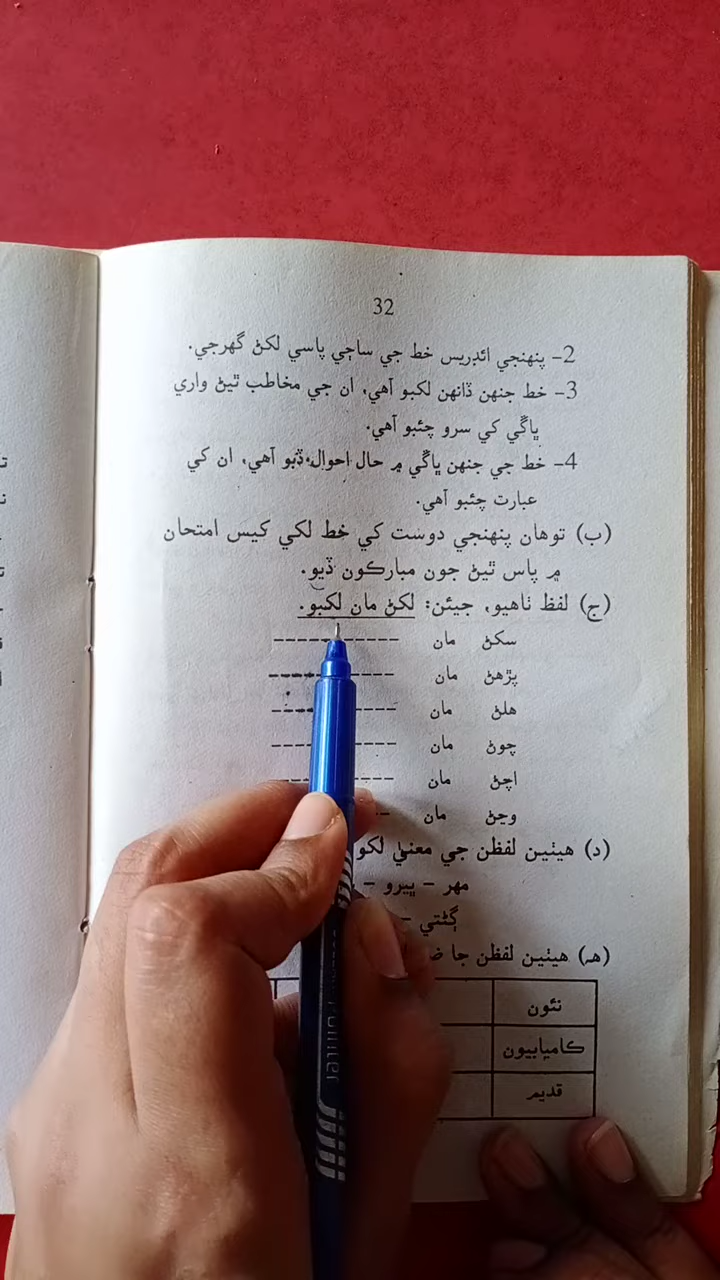 32
2- پنهنجي ائڊريس خط جي ساڄي پاسي لکڻ گهرجي.
3- خط جنهن ڏانهن لکبو آهي، ان جي مخاطب ٿيڻ واري
ڀاڱي کي سرو چئبو آهي.
4- خط جي جنهن ڀاڱي ۾ حال احوال ڏبو آهي، ان کي
عبارت چئبو آهي.
(ب) توهان پنهنجي دوست کي خط لکي کيس امتحان
۾ پاس ٿيڻ جون مبارڪون ڏيو.
(ج) لفظ ٺاهيو، جيئن: لکڻ مان لکبو.
سکڻ مان ----------
پڙهڻ مان ----------
هلڻ مان ----------
چوڻ مان ----------
اچڻ مان ----------
وڃڻ مان -
(د) هيٺين لفظن جي معنيٰ لکو
مهر - ڀيرو -
ڳڻتي -
(هہ) هيٺين لفظن جا
نئون
ڪاميابيون
قديم